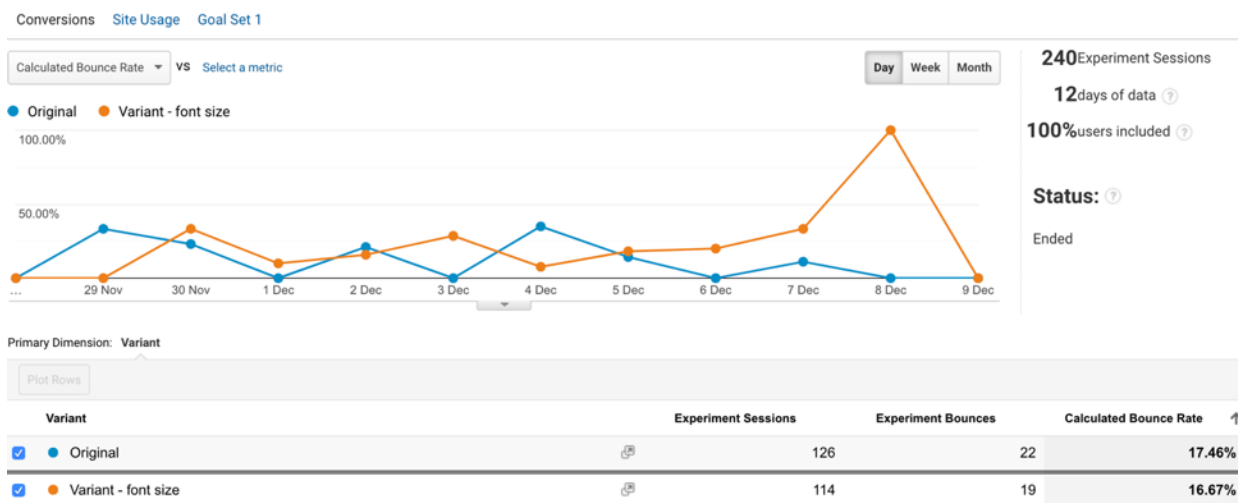 Conversions Site Usage Goal Set 1
Calculated Bounce Rate VS Select a metric
Day Week Month
240 Experiment Sessions
12 days of data ?
100% users included ?
Status: ?
Ended
Original Variant - font size
100.00%
50.00%
... 29 Nov 30 Nov 1 Dec 2 Dec 3 Dec 4 Dec 5 Dec 6 Dec 7 Dec 8 Dec 9 Dec
Primary Dimension: Variant
Plot Rows
Variant Experiment Sessions Experiment Bounces Calculated Bounce Rate
Original 126 22 17.46%
Variant - font size 114 19 16.67%